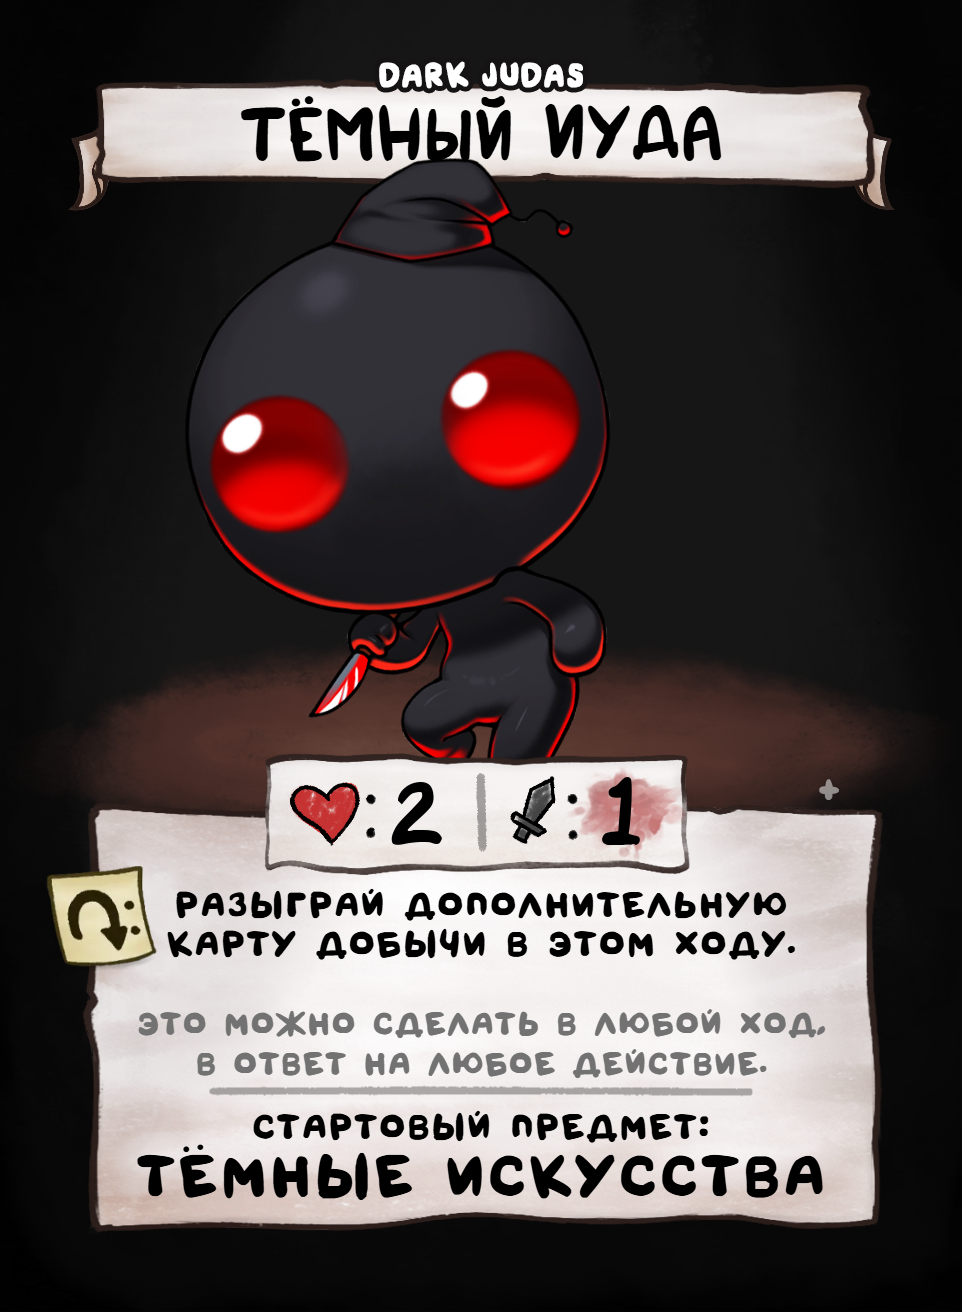 DARK JUDAS
ТЁМНЫЙ ИУДА
: 2 | : 1
РАЗЫГРАЙ ДОПОЛНИТЕЛЬНУЮ
КАРТУ ДОБЫЧИ В ЭТОМ ХОДУ.
ЭТО МОЖНО СДЕЛАТЬ В ЛЮБОЙ ХОД,
В ОТВЕТ НА ЛЮБОЕ ДЕЙСТВИЕ.
СТАРТОВЫЙ ПРЕДМЕТ:
ТЁМНЫЕ ИСКУССТВА